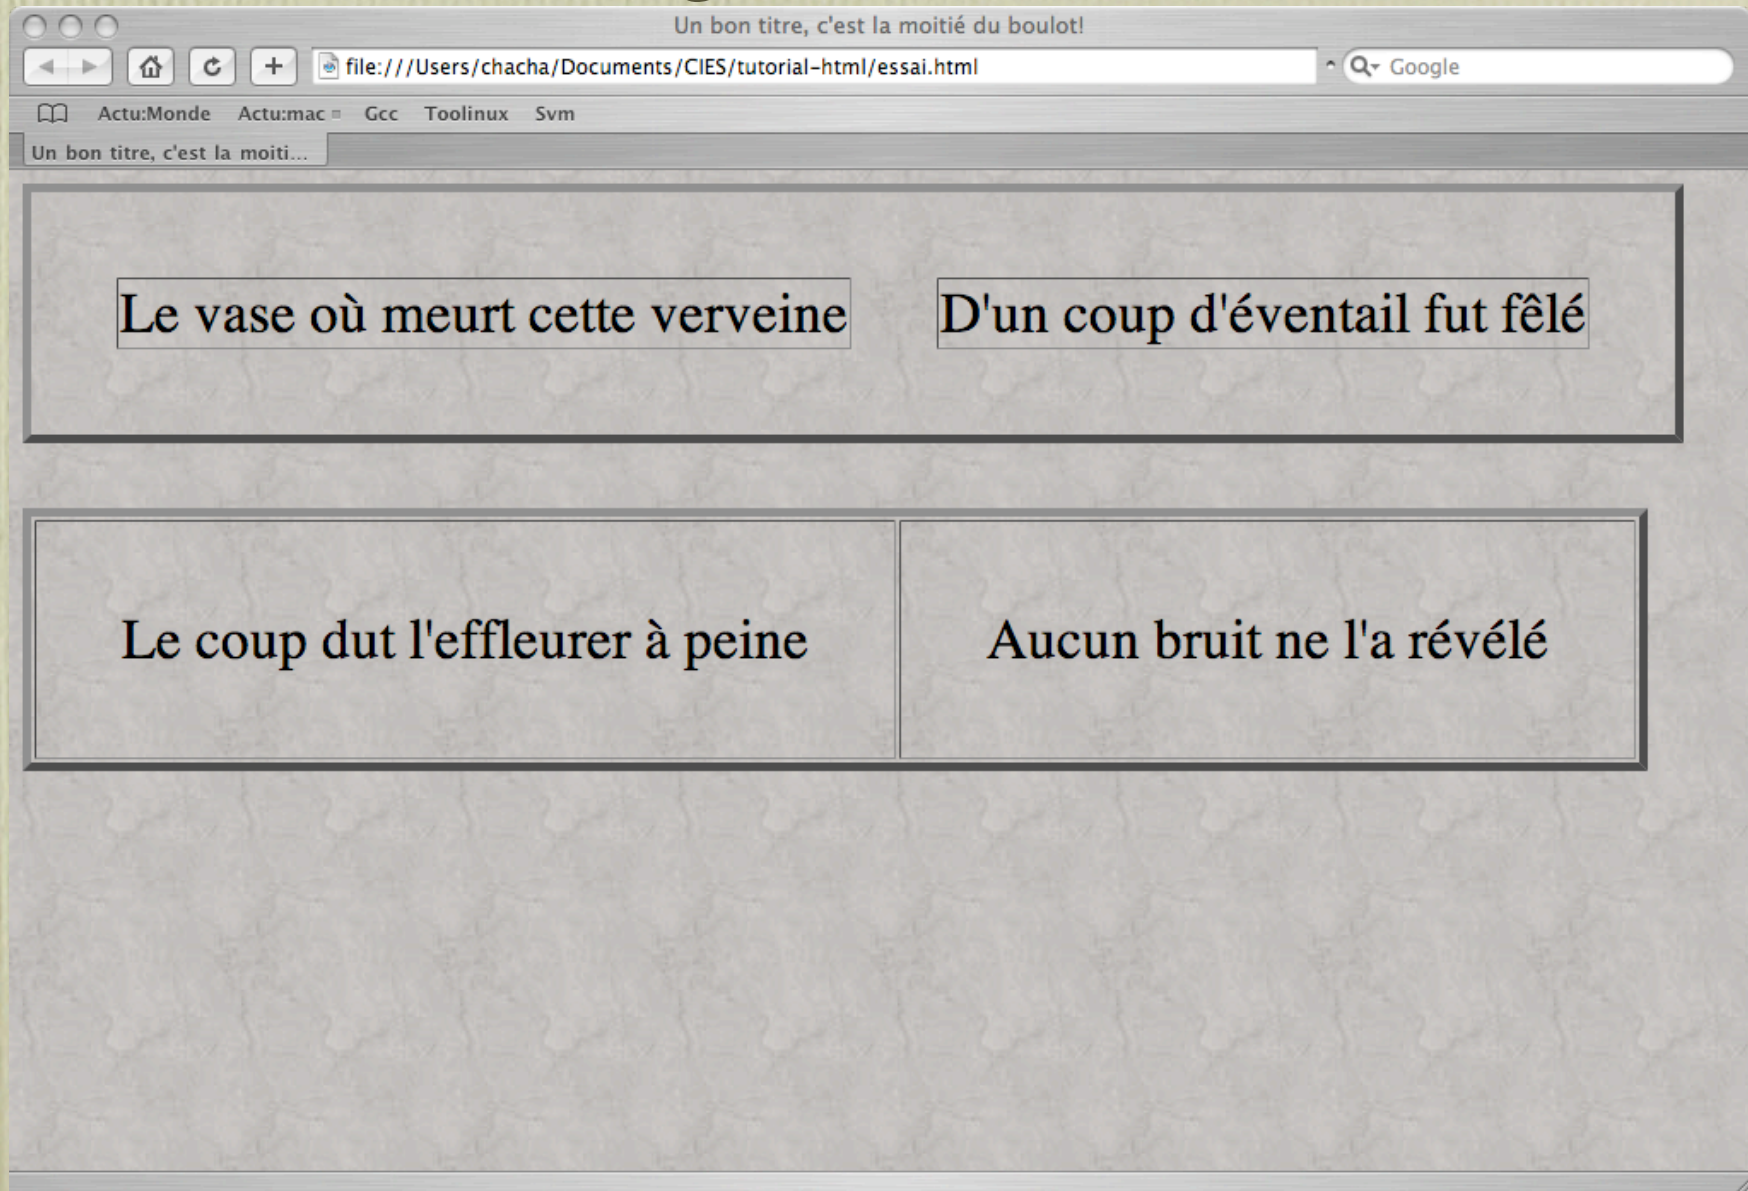 Un bon titre, c'est la moitié du boulot!
file:///Users/chacha/Documents/CIES/tutorial-html/essai.html
Google
Actu:Monde Actu:mac Gcc Toolinux Svm
Un bon titre, c'est la moiti...
Le vase où meurt cette verveine D'un coup d'éventail fut fêlé
Le coup dut l'effleurer à peine Aucun bruit ne l'a révélé